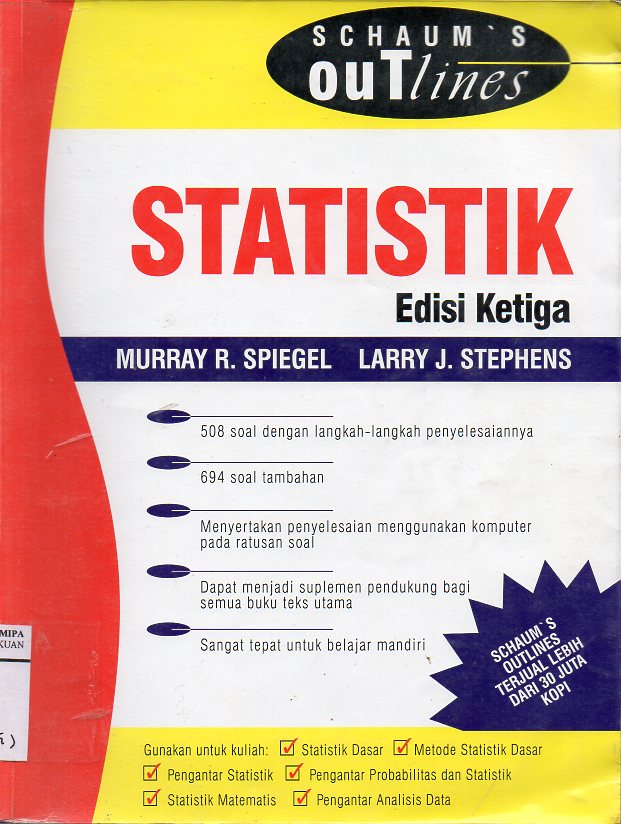 SCHAUM`S
ouTlines
STATISTIK
Edisi Ketiga
MURRAY R. SPIEGEL LARRY J. STEPHENS
508 soal dengan langkah-langkah penyelesaiannya
694 soal tambahan
Menyertakan penyelesaian menggunakan komputer
pada ratusan soal
Dapat menjadi suplemen pendukung bagi
semua buku teks utama
Sangat tepat untuk belajar mandiri
SCHAUM`S
OUTLINES
TERJUAL LEBIH
DARI 30 JUTA
KOPI
MIPA
KUAN
Gunakan untuk kuliah: Statistik Dasar Metode Statistik Dasar
Pengantar Statistik Pengantar Probabilitas dan Statistik
Statistik Matematis Pengantar Analisis Data